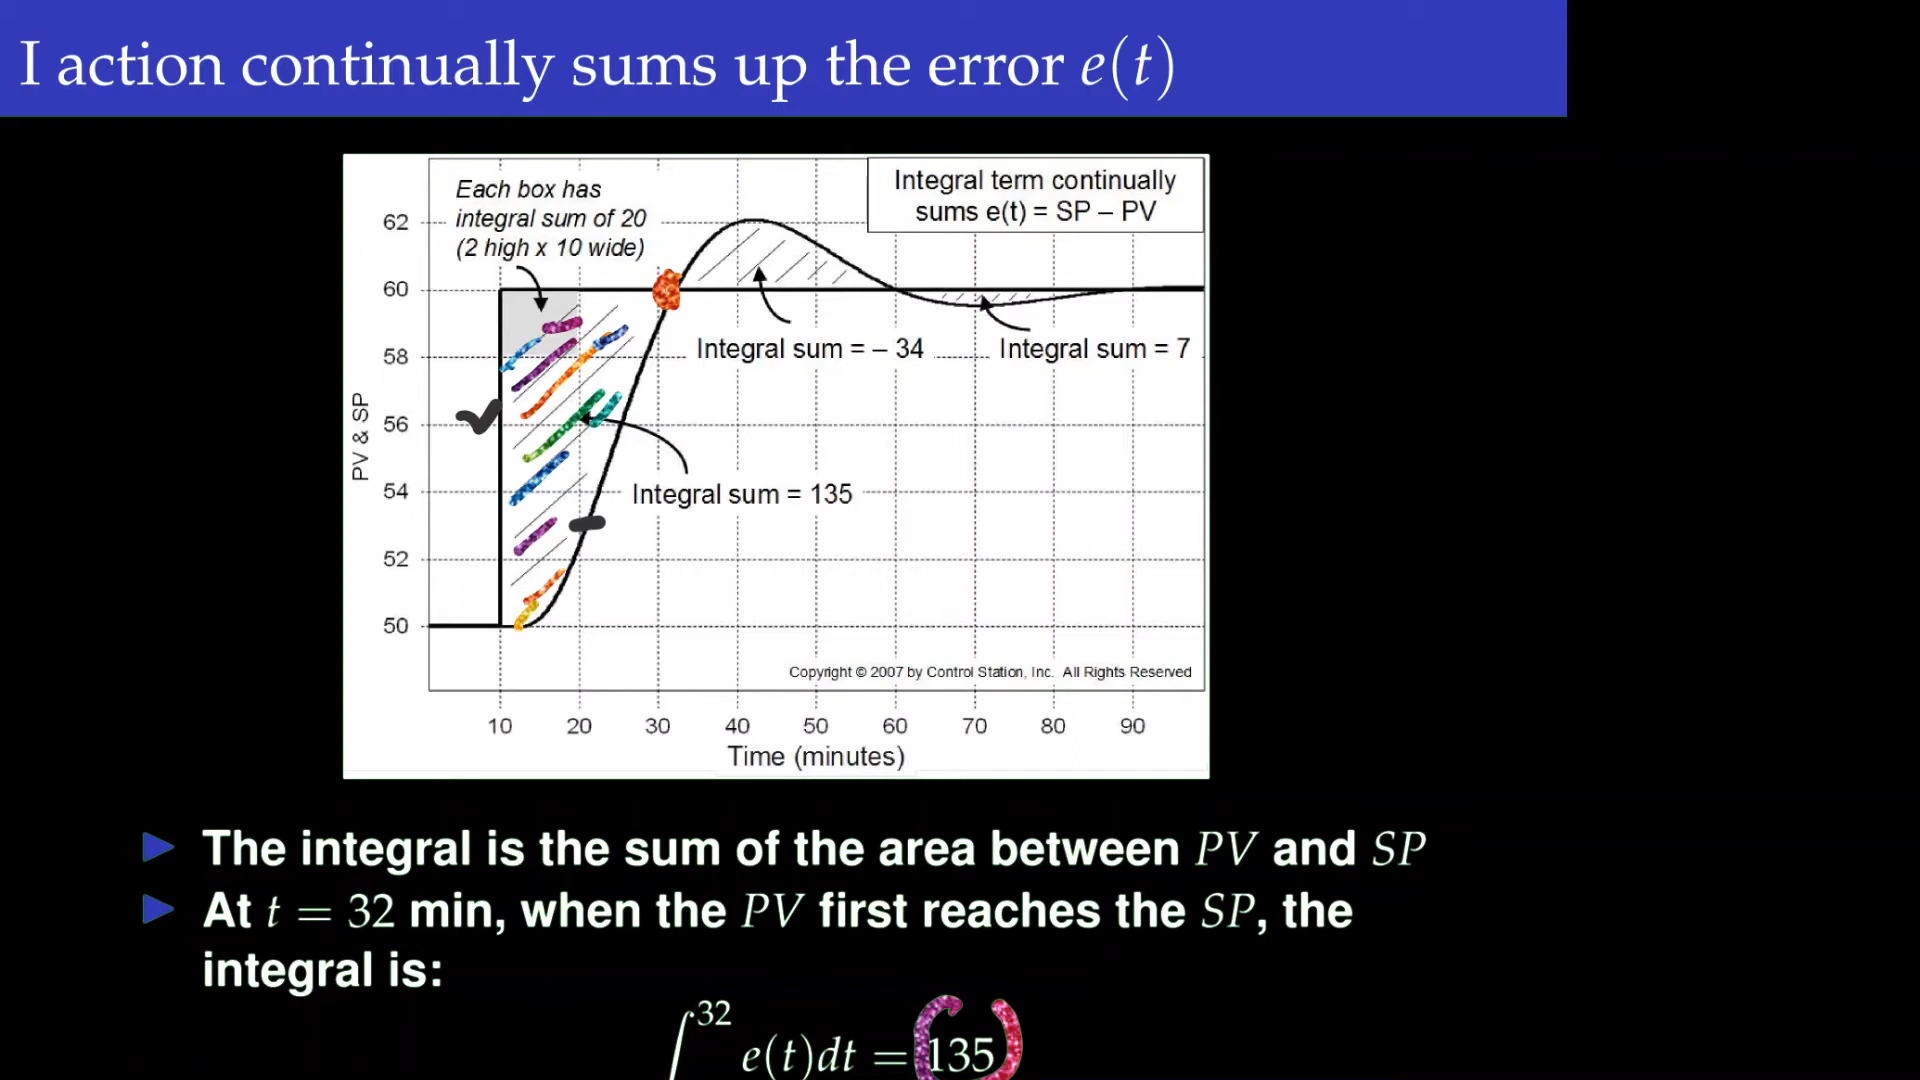 I action continually sums up the error e(t)
Each box has
integral sum of 20
(2 high x 10 wide)
Integral term continually
sums e(t) = SP – PV
62
60
58
56
54
52
50
PV & SP
Integral sum = – 34
Integral sum = 7
Integral sum = 135
Copyright © 2007 by Control Station, Inc. All Rights Reserved
10 20 30 40 50 60 70 80 90
Time (minutes)
The integral is the sum of the area between PV and SP
At t = 32 min, when the PV first reaches the SP, the
integral is:
∫³² e(t)dt = 135